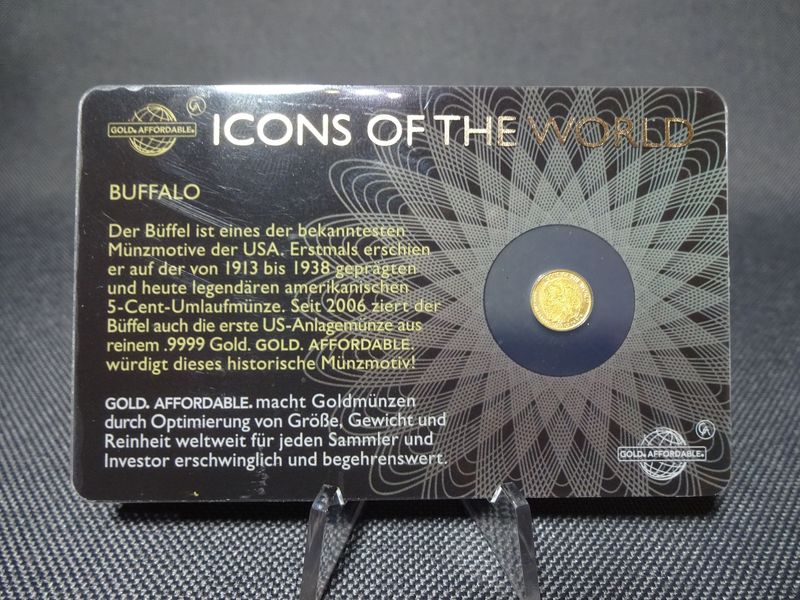 GOLD. AFFORDABLE.
GA
ICONS OF THE WORLD
BUFFALO
Der Büffel ist eines der bekanntesten
Münzmotive der USA. Erstmals erschien
er auf der von 1913 bis 1938 geprägten
und heute legendären amerikanischen
5-Cent-Umlaufmünze. Seit 2006 ziert der
Büffel auch die erste US-Anlagemünze aus
reinem .9999 Gold. GOLD. AFFORDABLE.
würdigt dieses historische Münzmotiv!
GOLD. AFFORDABLE. macht Goldmünzen
durch Optimierung von Größe, Gewicht und
Reinheit weltweit für jeden Sammler und
Investor erschwinglich und begehrenswert.
GA
GOLD. AFFORDABLE.